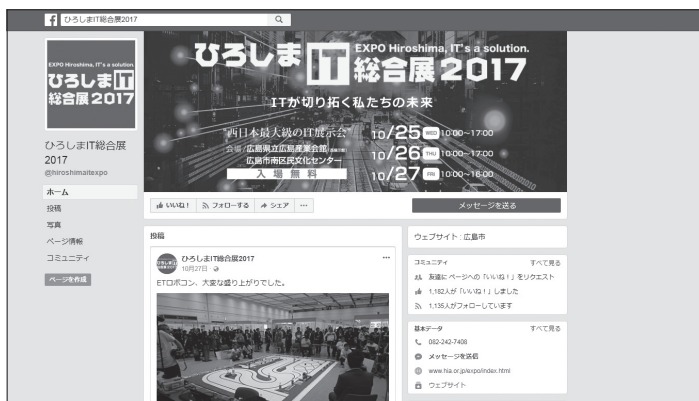 ひろしまIT総合展2017
EXPO Hiroshima, IT's a solution.
ひろしまIT
総合展2017
ひろしまIT総合展
2017
@hiroshimaitexpo
ホーム
投稿
写真
ページ情報
コミュニティ
ページを作成
ひろしまIT EXPO Hiroshima, IT's a solution.
総合展2017
ITが切り拓く私たちの未来
"西日本最大級のIT展示会"
会場/広島県立広島産業会館
広島市南区民文化センター
入場無料
10/25 WED 10:00~17:00
10/26 THU 10:00~17:00
10/27 FRI 10:00~16:00
いいね! フォローする シェア ...
メッセージを送る
投稿
ひろしまIT総合展2017 ...
10月27日
ETロボコン、大変な盛り上がりでした。
ウェブサイト : 広島市
コミュニティ すべて見る
友達に ページへの「いいね!」をリクエスト
1,182人が「いいね!」しました
1,135人がフォローしています
基本データ すべて見る
082-242-7408
メッセージを送信
www.hia.or.jp/expo/index.html
ウェブサイト